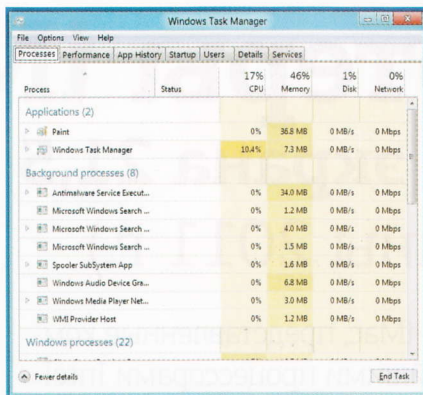 Windows Task Manager
File Options View Help
Processes Performance App History Startup Users Details Services
17% 46% 1% 0%
Process Status CPU Memory Disk Network
Applications (2)
Paint 0% 36.8 MB 0 MB/s 0 Mbps
Windows Task Manager 10.4% 7.3 MB 0 MB/s 0 Mbps
Background processes (8)
Antimalware Service Execut... 0% 34.0 MB 0 MB/s 0 Mbps
Microsoft Windows Search ... 0% 1.2 MB 0 MB/s 0 Mbps
Microsoft Windows Search ... 0% 4.0 MB 0 MB/s 0 Mbps
Microsoft Windows Search ... 0% 1.5 MB 0 MB/s 0 Mbps
Spooler SubSystem App 0% 1.6 MB 0 MB/s 0 Mbps
Windows Audio Device Gra... 0% 6.8 MB 0 MB/s 0 Mbps
Windows Media Player Net... 0% 3.0 MB 0 MB/s 0 Mbps
WMI Provider Host 0% 1.2 MB 0 MB/s 0 Mbps
Windows processes (22)
Fewer details End Task